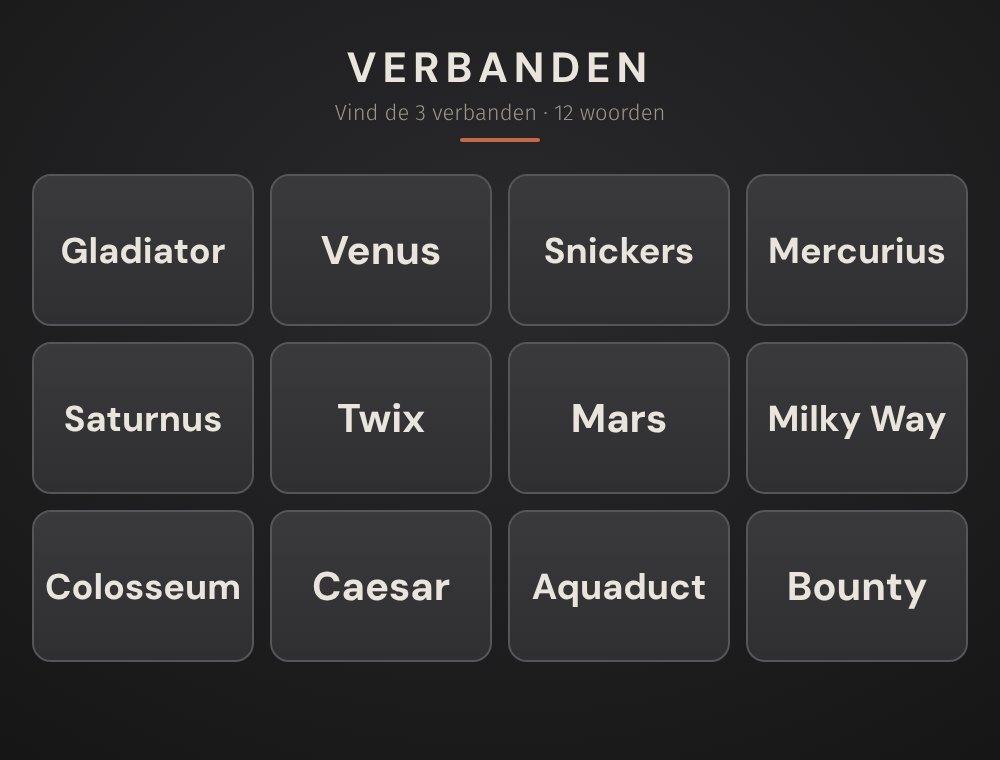 VERBANDEN
Vind de 3 verbanden · 12 woorden
Gladiator
Venus
Snickers
Mercurius
Saturnus
Twix
Mars
Milky Way
Colosseum
Caesar
Aquaduct
Bounty